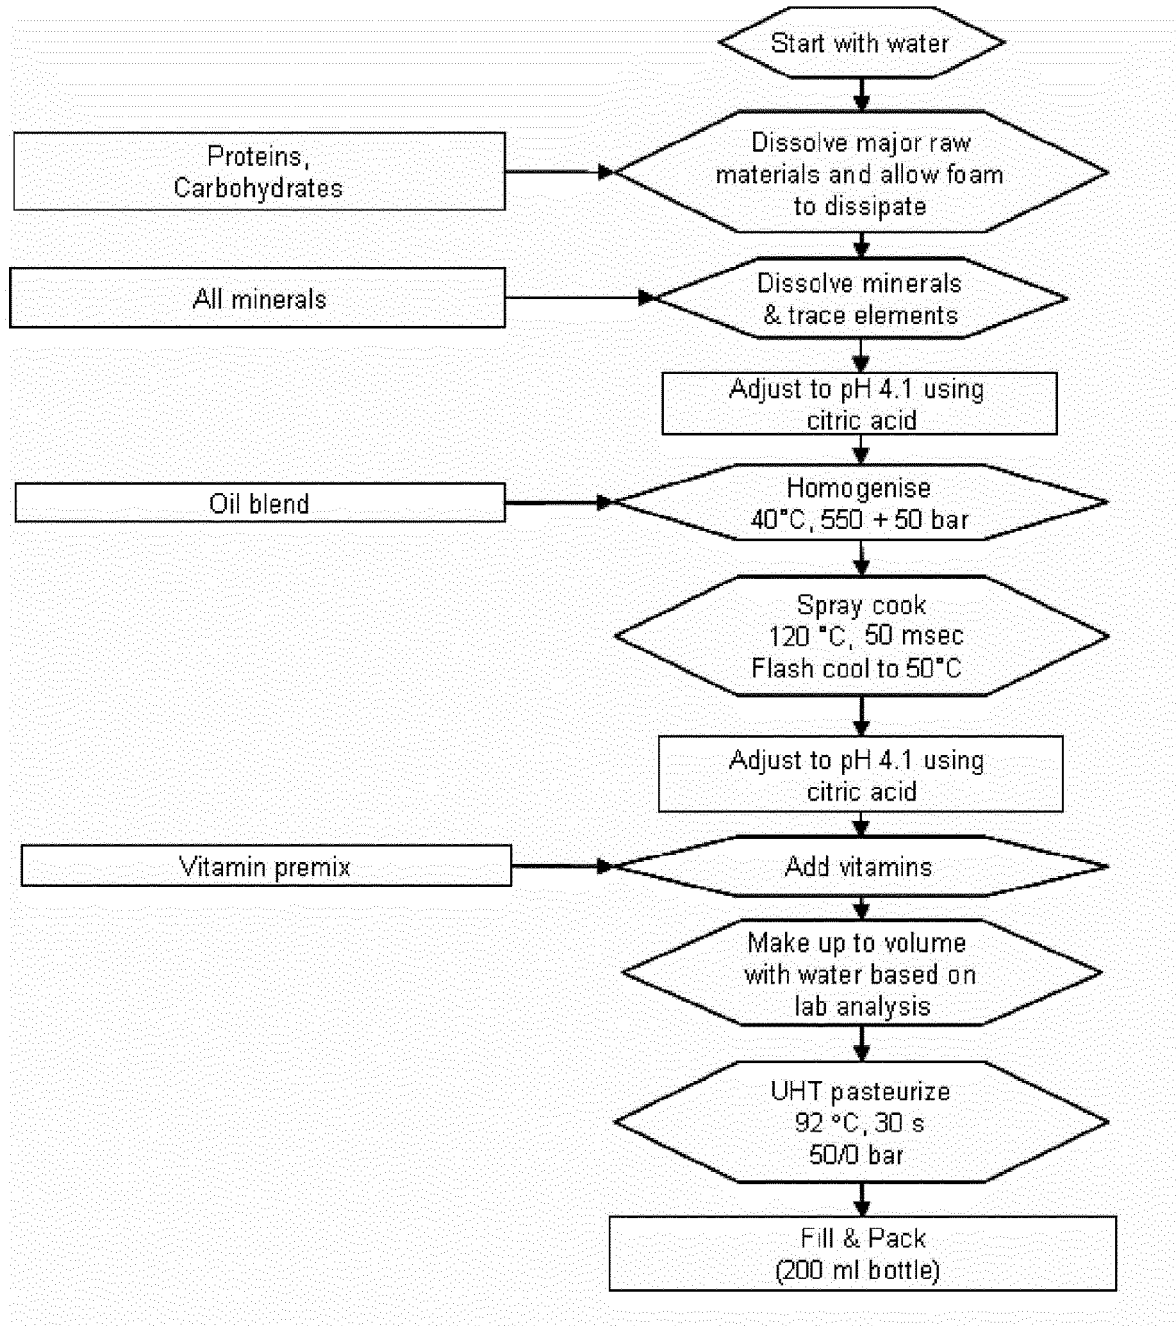 Start with water
Proteins,
Carbohydrates
Dissolve major raw
materials and allow foam
to dissipate
All minerals
Dissolve minerals
& trace elements
Adjust to pH 4.1 using
citric acid
Oil blend
Homogenise
40°C, 550 + 50 bar
Spray cook
120 °C, 50 msec
Flash cool to 50°C
Adjust to pH 4.1 using
citric acid
Vitamin premix
Add vitamins
Make up to volume
with water based on
lab analysis
UHT pasteurize
92 °C, 30 s
50/0 bar
Fill & Pack
(200 ml bottle)